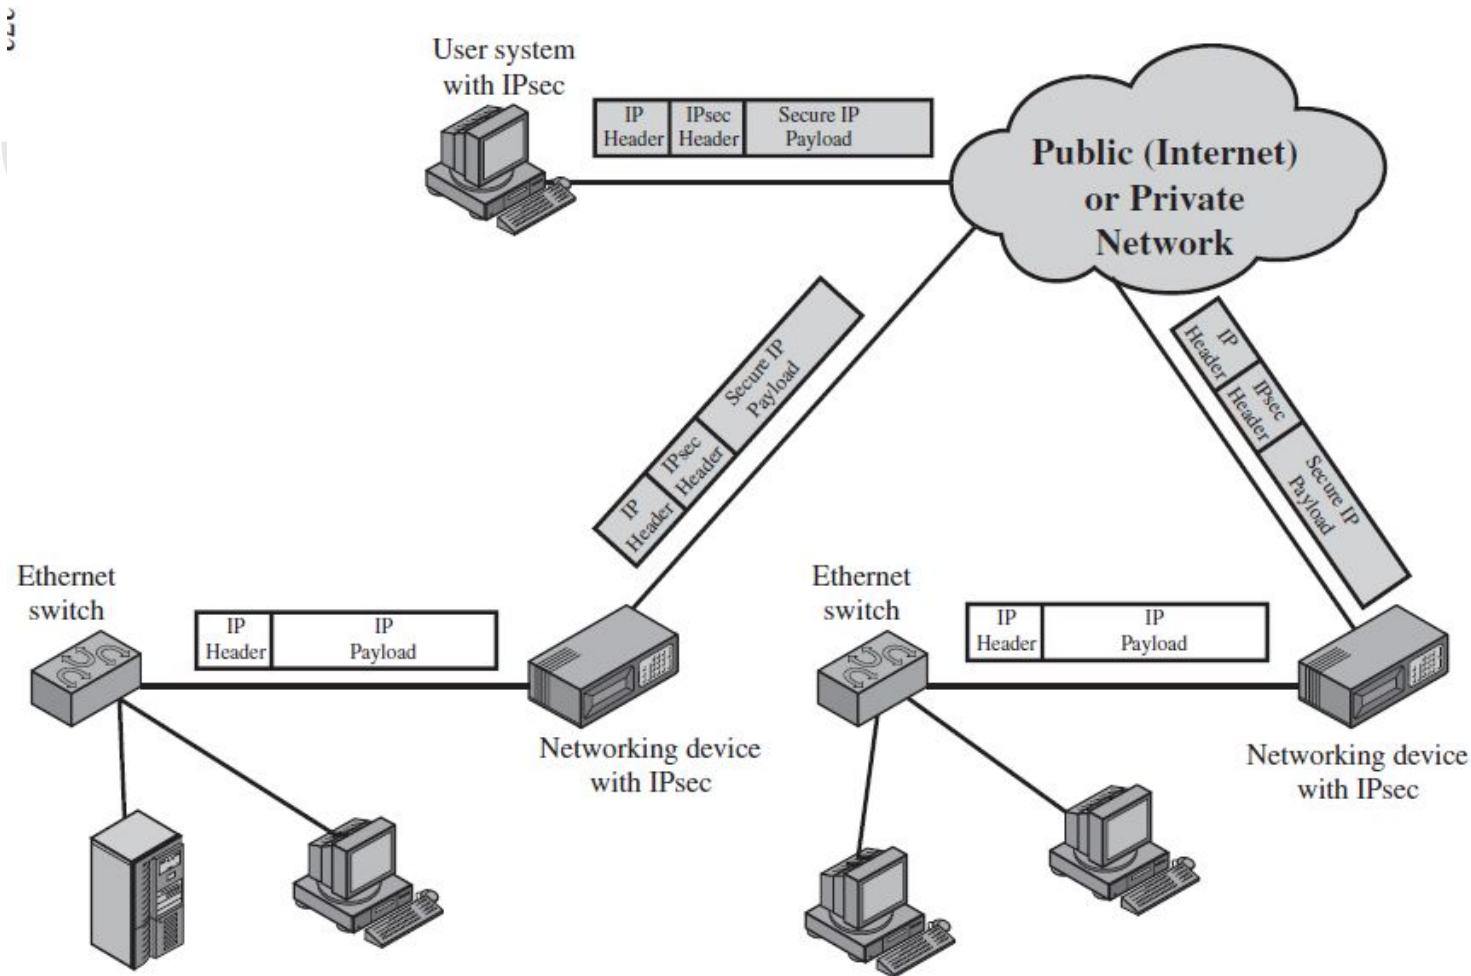 User system
with IPsec
IP
Header
IPsec
Header
Secure IP
Payload
Public (Internet)
or Private
Network
IP
Header
IPsec
Header
Secure IP
Payload
IP
Header
IPsec
Header
Secure IP
Payload
Ethernet
switch
IP
Header
IP
Payload
Networking device
with IPsec
Ethernet
switch
IP
Header
IP
Payload
Networking device
with IPsec